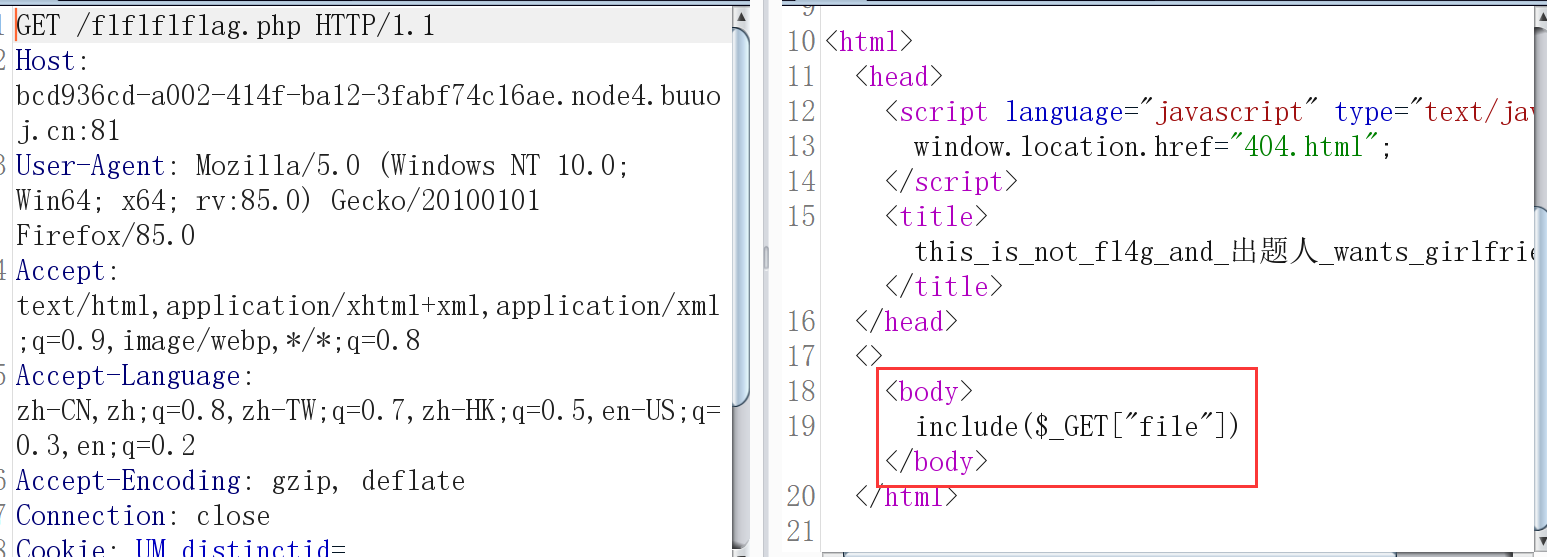 1 GET /flflflflag.php HTTP/1.1
2 Host:
bcd936cd-a002-414f-ba12-3fabf74c16ae.node4.buuo
j.cn:81
3 User-Agent: Mozilla/5.0 (Windows NT 10.0;
Win64; x64; rv:85.0) Gecko/20100101
Firefox/85.0
4 Accept:
text/html,application/xhtml+xml,application/xml
;q=0.9,image/webp,*/*;q=0.8
5 Accept-Language:
zh-CN,zh;q=0.8,zh-TW;q=0.7,zh-HK;q=0.5,en-US;q=
0.3,en;q=0.2
6 Accept-Encoding: gzip, deflate
7 Connection: close
8 Cookie: UM_distinctid=
9
10 <html>
11 <head>
12 <script language="javascript" type="text/jav
13 window.location.href="404.html";
14 </script>
15 <title>
this_is_not_fl4g_and_出题人_wants_girlfrie
</title>
16 </head>
17 <>
18 <body>
19 include($_GET["file"])
</body>
20 </html>
21